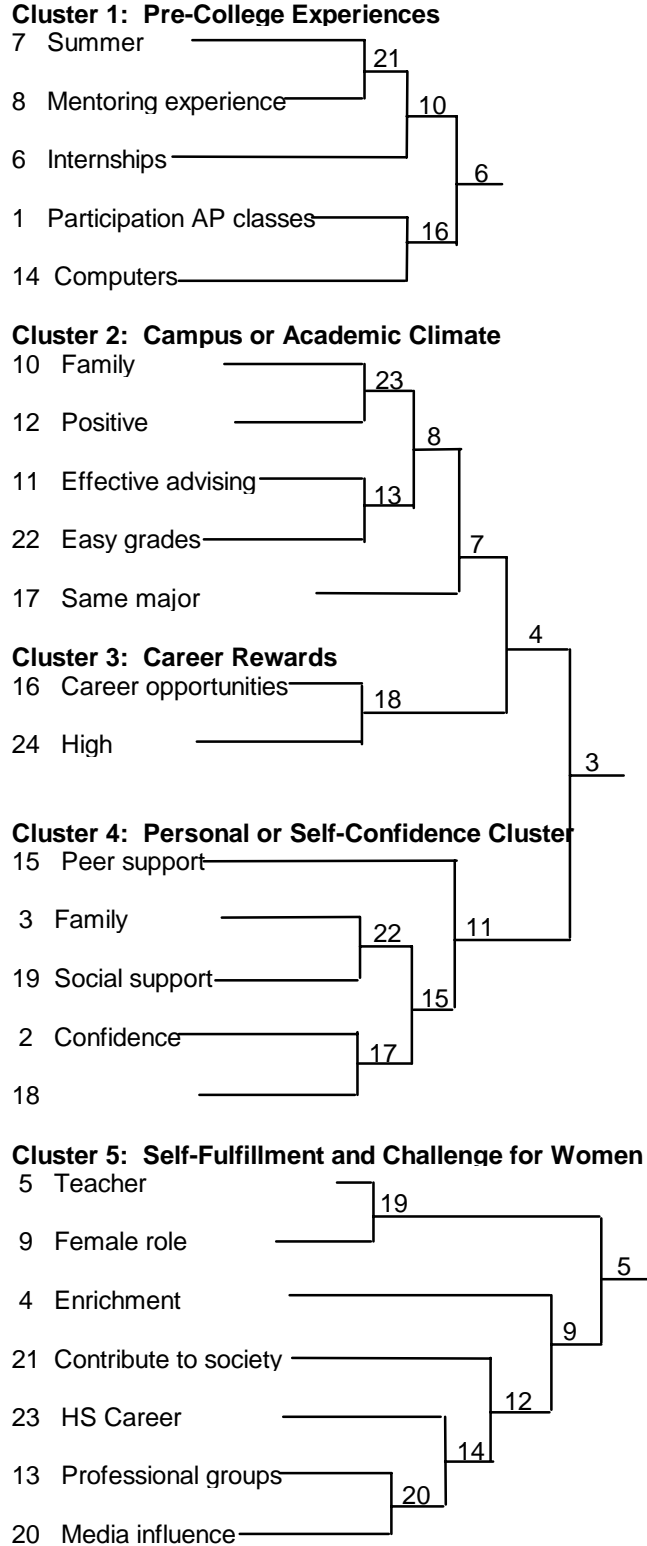 Cluster 1:  Pre-College Experiences
7   Summer
21
8   Mentoring experience
10
6   Internships
6
1   Participation AP classes
16
14  Computers
Cluster 2:  Campus or Academic Climate
10   Family
23
12   Positive
8
11   Effective advising
13
22   Easy grades
7
17   Same major
4
Cluster 3:  Career Rewards
16   Career opportunities
18
24   High
3
Cluster 4:  Personal or Self-Confidence Cluster
15   Peer support
3   Family
22
11
19  Social support
15
2   Confidence
17
18
Cluster 5:  Self-Fulfillment and Challenge for Women
5   Teacher
19
9   Female role
5
4   Enrichment
9
21   Contribute to society
12
23   HS Career
14
13   Professional groups
20
20   Media influence